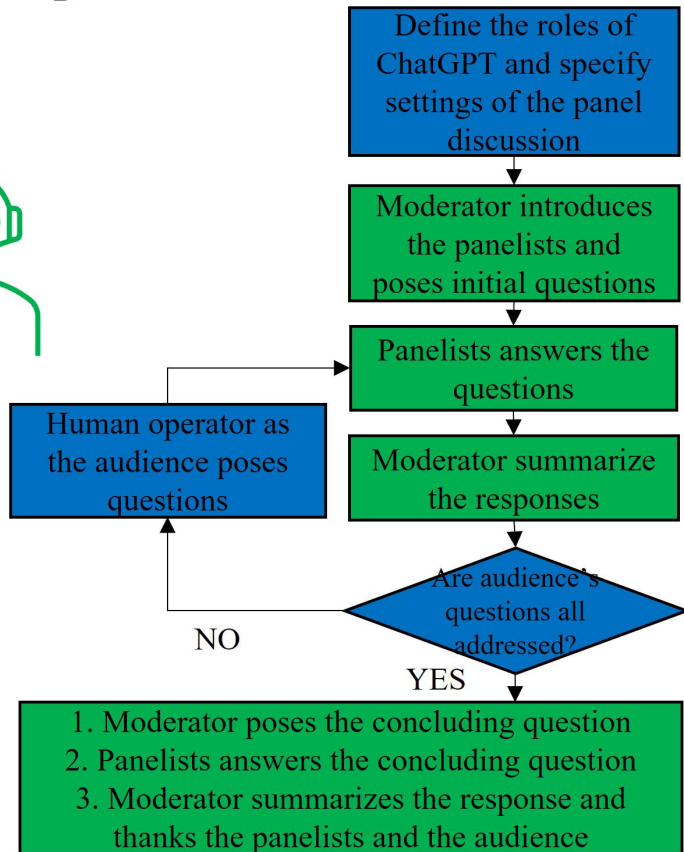 Define the roles of
ChatGPT and specify
settings of the panel
discussion
Moderator introduces
the panelists and
poses initial questions
Panelists answers the
questions
Human operator as
the audience poses
questions
Moderator summarize
the responses
Are audience's
questions all
addressed?
NO
YES
1. Moderator poses the concluding question
2. Panelists answers the concluding question
3. Moderator summarizes the response and
thanks the panelists and the audience